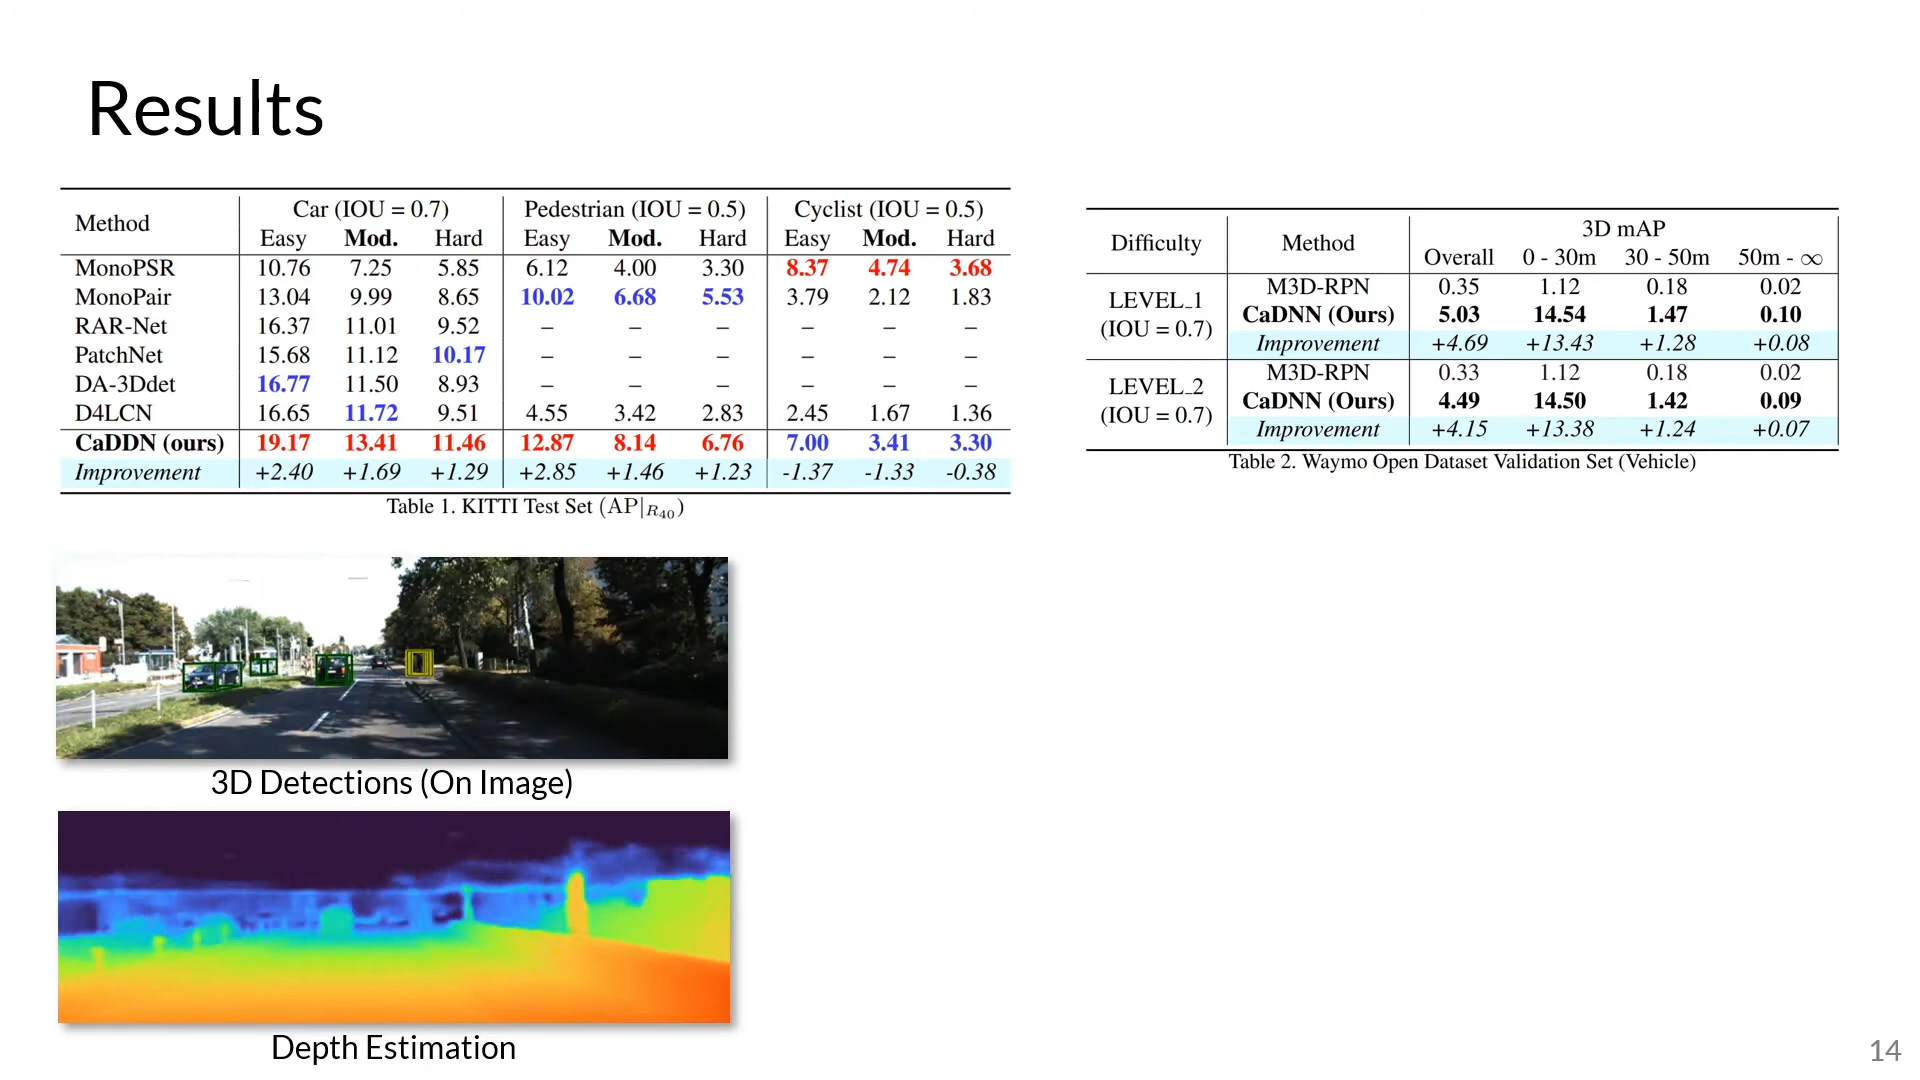 Results
Method Car (IOU = 0.7) Pedestrian (IOU = 0.5) Cyclist (IOU = 0.5)
Easy Mod. Hard Easy Mod. Hard Easy Mod. Hard
MonoPSR 10.76 7.25 5.85 6.12 4.00 3.30 8.37 4.74 3.68
MonoPair 13.04 9.99 8.65 10.02 6.68 5.53 3.79 2.12 1.83
RAR-Net 16.37 11.01 9.52 – – – – – –
PatchNet 15.68 11.12 10.17 – – – – – –
DA-3Ddet 16.77 11.50 8.93 – – – – – –
D4LCN 16.65 11.72 9.51 4.55 3.42 2.83 2.45 1.67 1.36
CaDDN (ours) 19.17 13.41 11.46 12.87 8.14 6.76 7.00 3.41 3.30
Improvement +2.40 +1.69 +1.29 +2.85 +1.46 +1.23 -1.37 -1.33 -0.38
Table 1. KITTI Test Set (AP|R40)
Difficulty Method 3D mAP
Overall 0 - 30m 30 - 50m 50m - ∞
LEVEL_1 (IOU = 0.7)
M3D-RPN 0.35 1.12 0.18 0.02
CaDNN (Ours) 5.03 14.54 1.47 0.10
Improvement +4.69 +13.43 +1.28 +0.08
LEVEL_2 (IOU = 0.7)
M3D-RPN 0.33 1.12 0.18 0.02
CaDNN (Ours) 4.49 14.50 1.42 0.09
Improvement +4.15 +13.38 +1.24 +0.07
Table 2. Waymo Open Dataset Validation Set (Vehicle)
3D Detections (On Image)
Depth Estimation
14